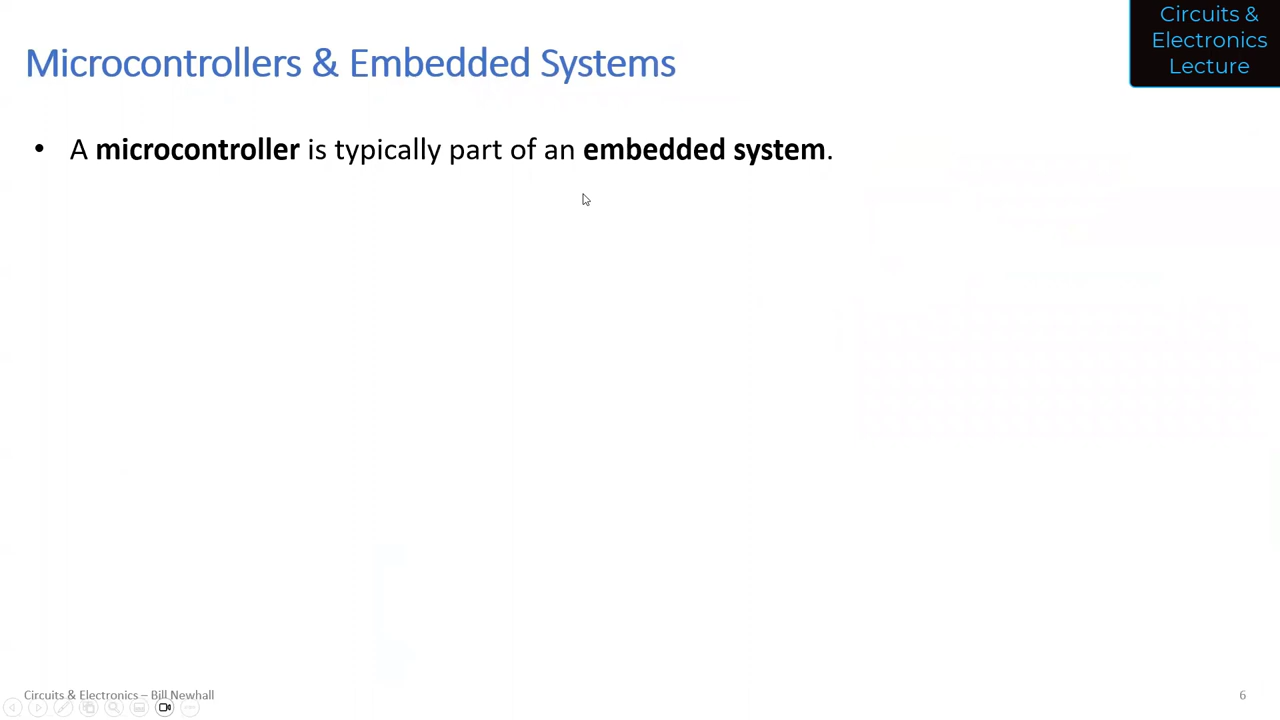 Circuits &
Electronics
Lecture
Microcontrollers & Embedded Systems
• A microcontroller is typically part of an embedded system.
Circuits & Electronics – Bill Newhall
6